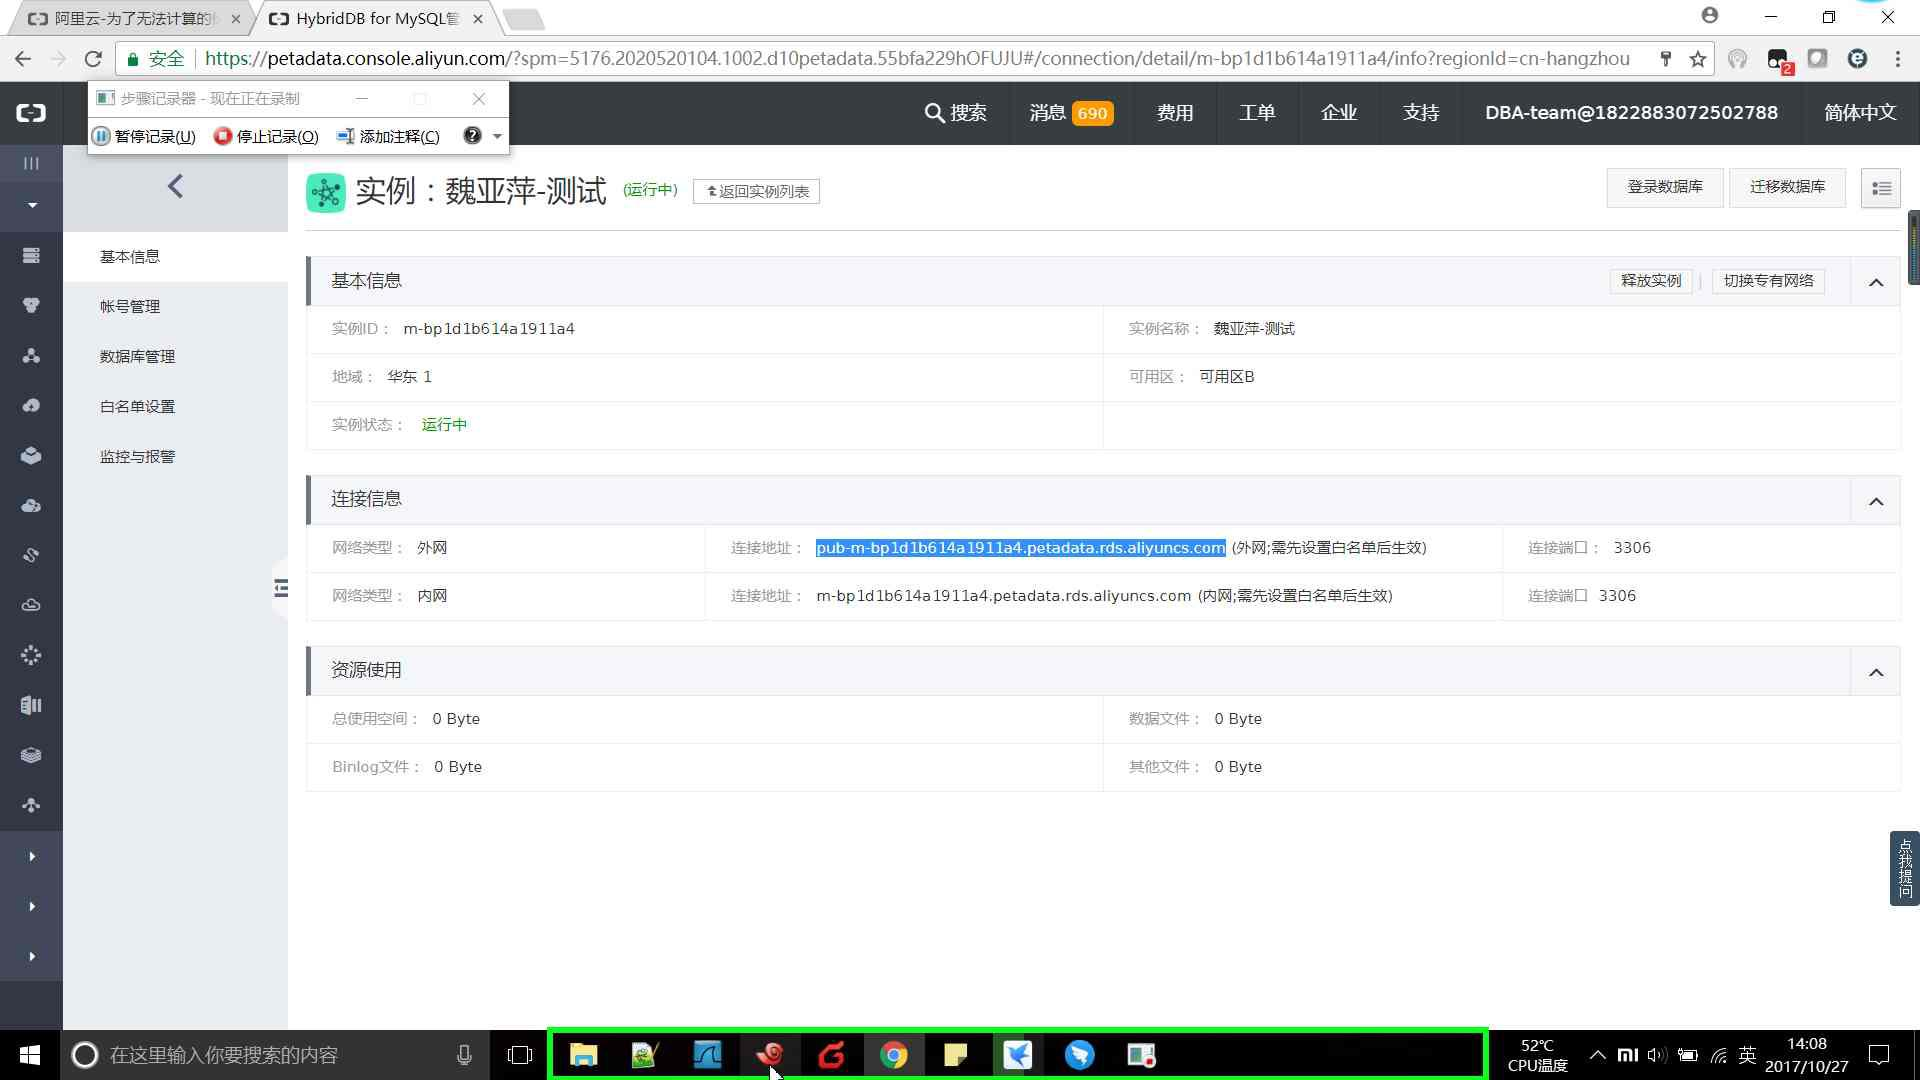 阿里云-为了无法计算的
HybridDB for MySQL管
安全
https://petadata.console.aliyun.com/?spm=5176.2020520104.1002.d10petadata.55bfa229hOFUJU#/connection/detail/m-bp1d1b614a1911a4/info?regionId=cn-hangzhou
2
步骤记录器 - 现在正在录制
暂停记录(U)
停止记录(O)
添加注释(C)
搜索
消息 690
费用
工单
企业
支持
DBA-team@1822883072502788
简体中文
实例：魏亚萍-测试
(运行中)
返回实例列表
登录数据库
迁移数据库
基本信息
帐号管理
数据库管理
白名单设置
监控与报警
基本信息
释放实例
切换专有网络
实例ID： m-bp1d1b614a1911a4
实例名称： 魏亚萍-测试
地域： 华东 1
可用区： 可用区B
实例状态： 运行中
连接信息
网络类型： 外网
连接地址： pub-m-bp1d1b614a1911a4.petadata.rds.aliyuncs.com (外网;需先设置白名单后生效)
连接端口： 3306
网络类型： 内网
连接地址： m-bp1d1b614a1911a4.petadata.rds.aliyuncs.com (内网;需先设置白名单后生效)
连接端口 3306
资源使用
总使用空间： 0 Byte
数据文件： 0 Byte
Binlog文件： 0 Byte
其他文件： 0 Byte
点我提问
在这里输入你要搜索的内容
52℃
CPU温度
英
14:08
2017/10/27